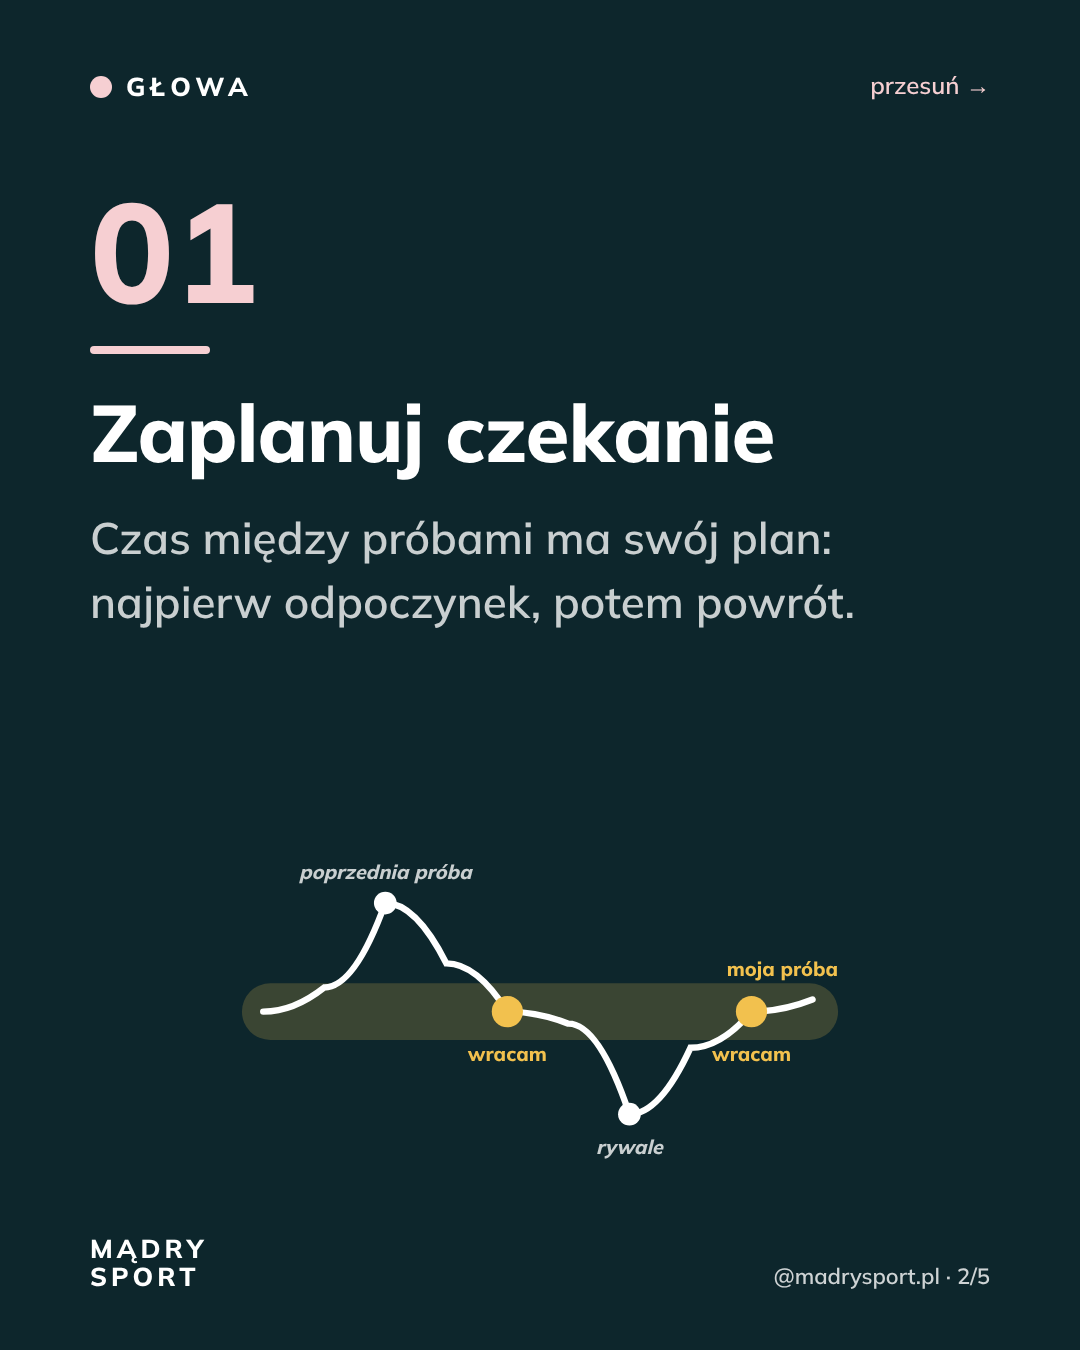 GŁOWA
przesuń →
01
Zaplanuj czekanie
Czas między próbami ma swój plan:
najpierw odpoczynek, potem powrót.
poprzednia próba
moja próba
wracam
wracam
rywale
MĄDRY
SPORT
@madrysport.pl · 2/5